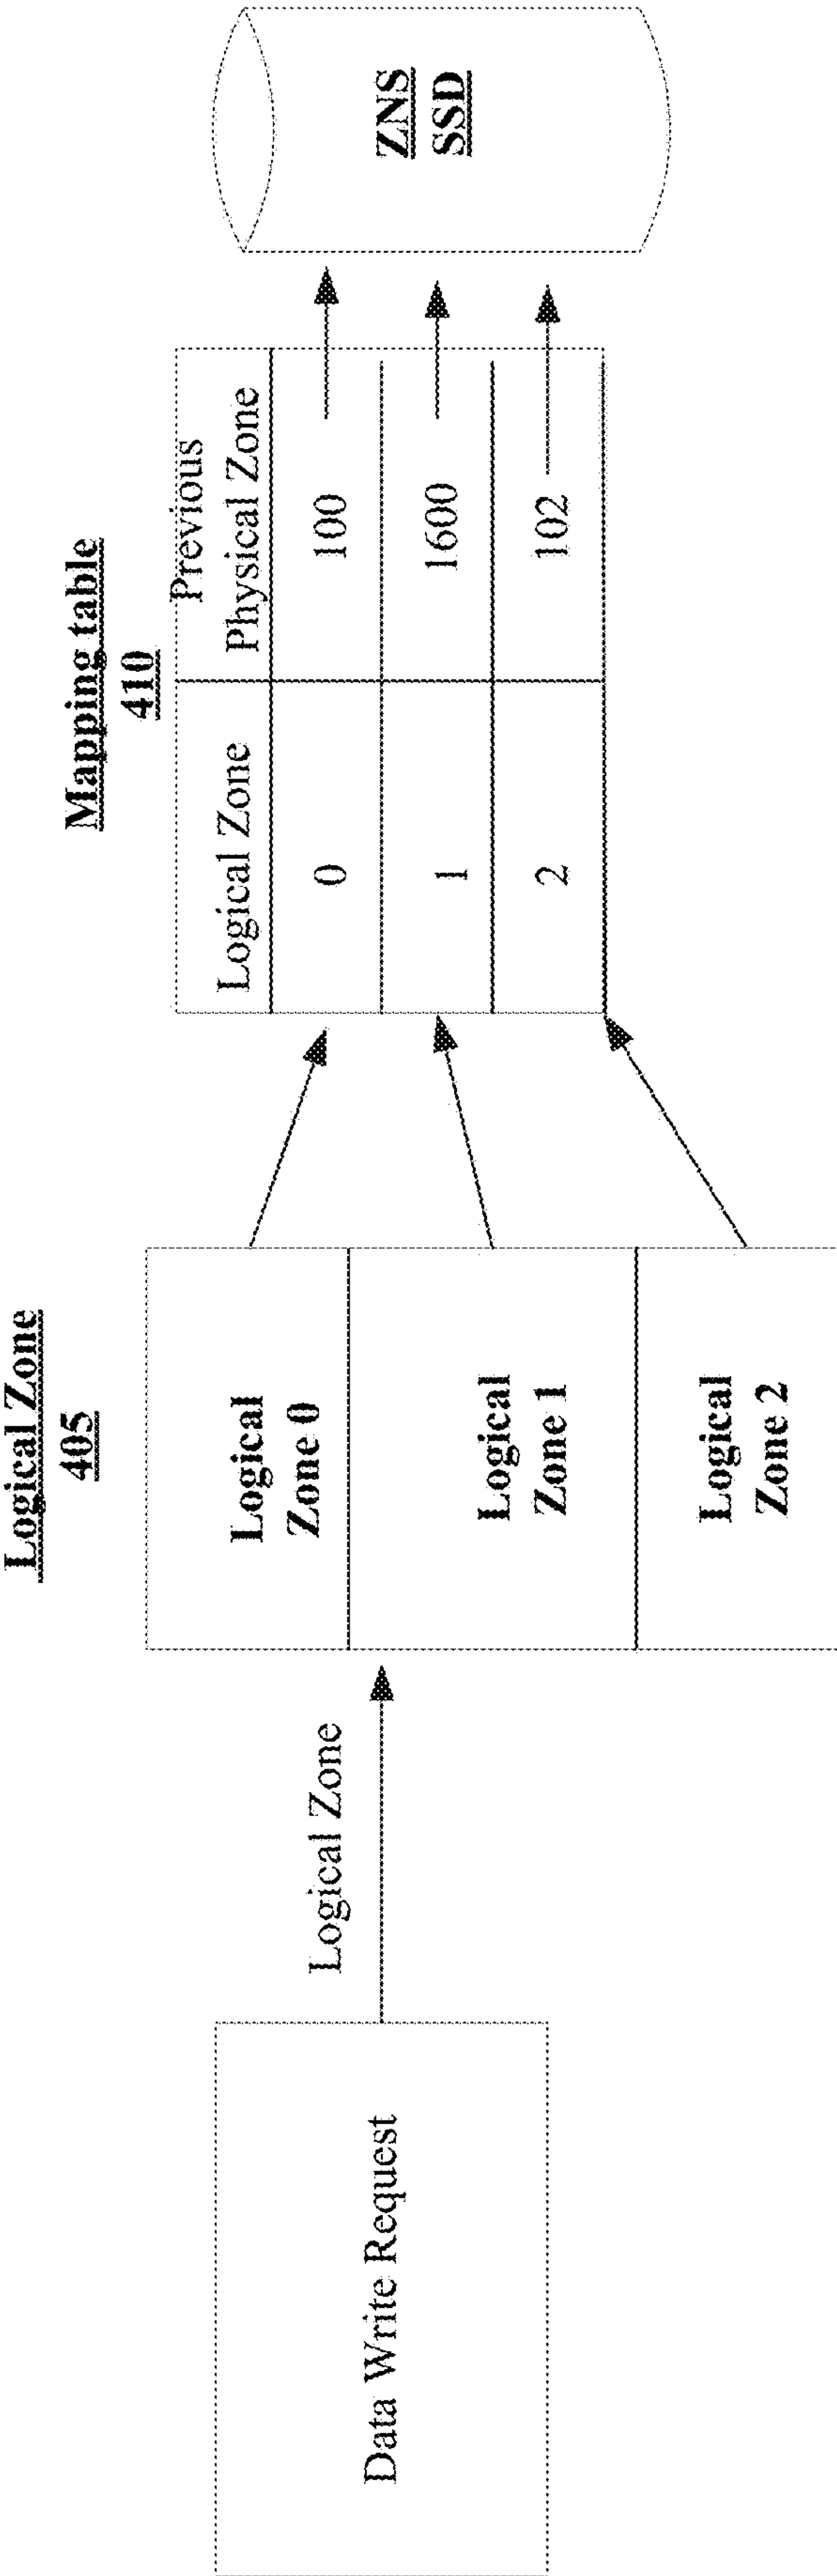 Data Write Request
Logical Zone
Logical Zone
405
Logical
Zone 0
Logical
Zone 1
Logical
Zone 2
Mapping table
410
Logical Zone
Previous
Physical Zone
0
100
1
1600
2
102
ZNS
SSD